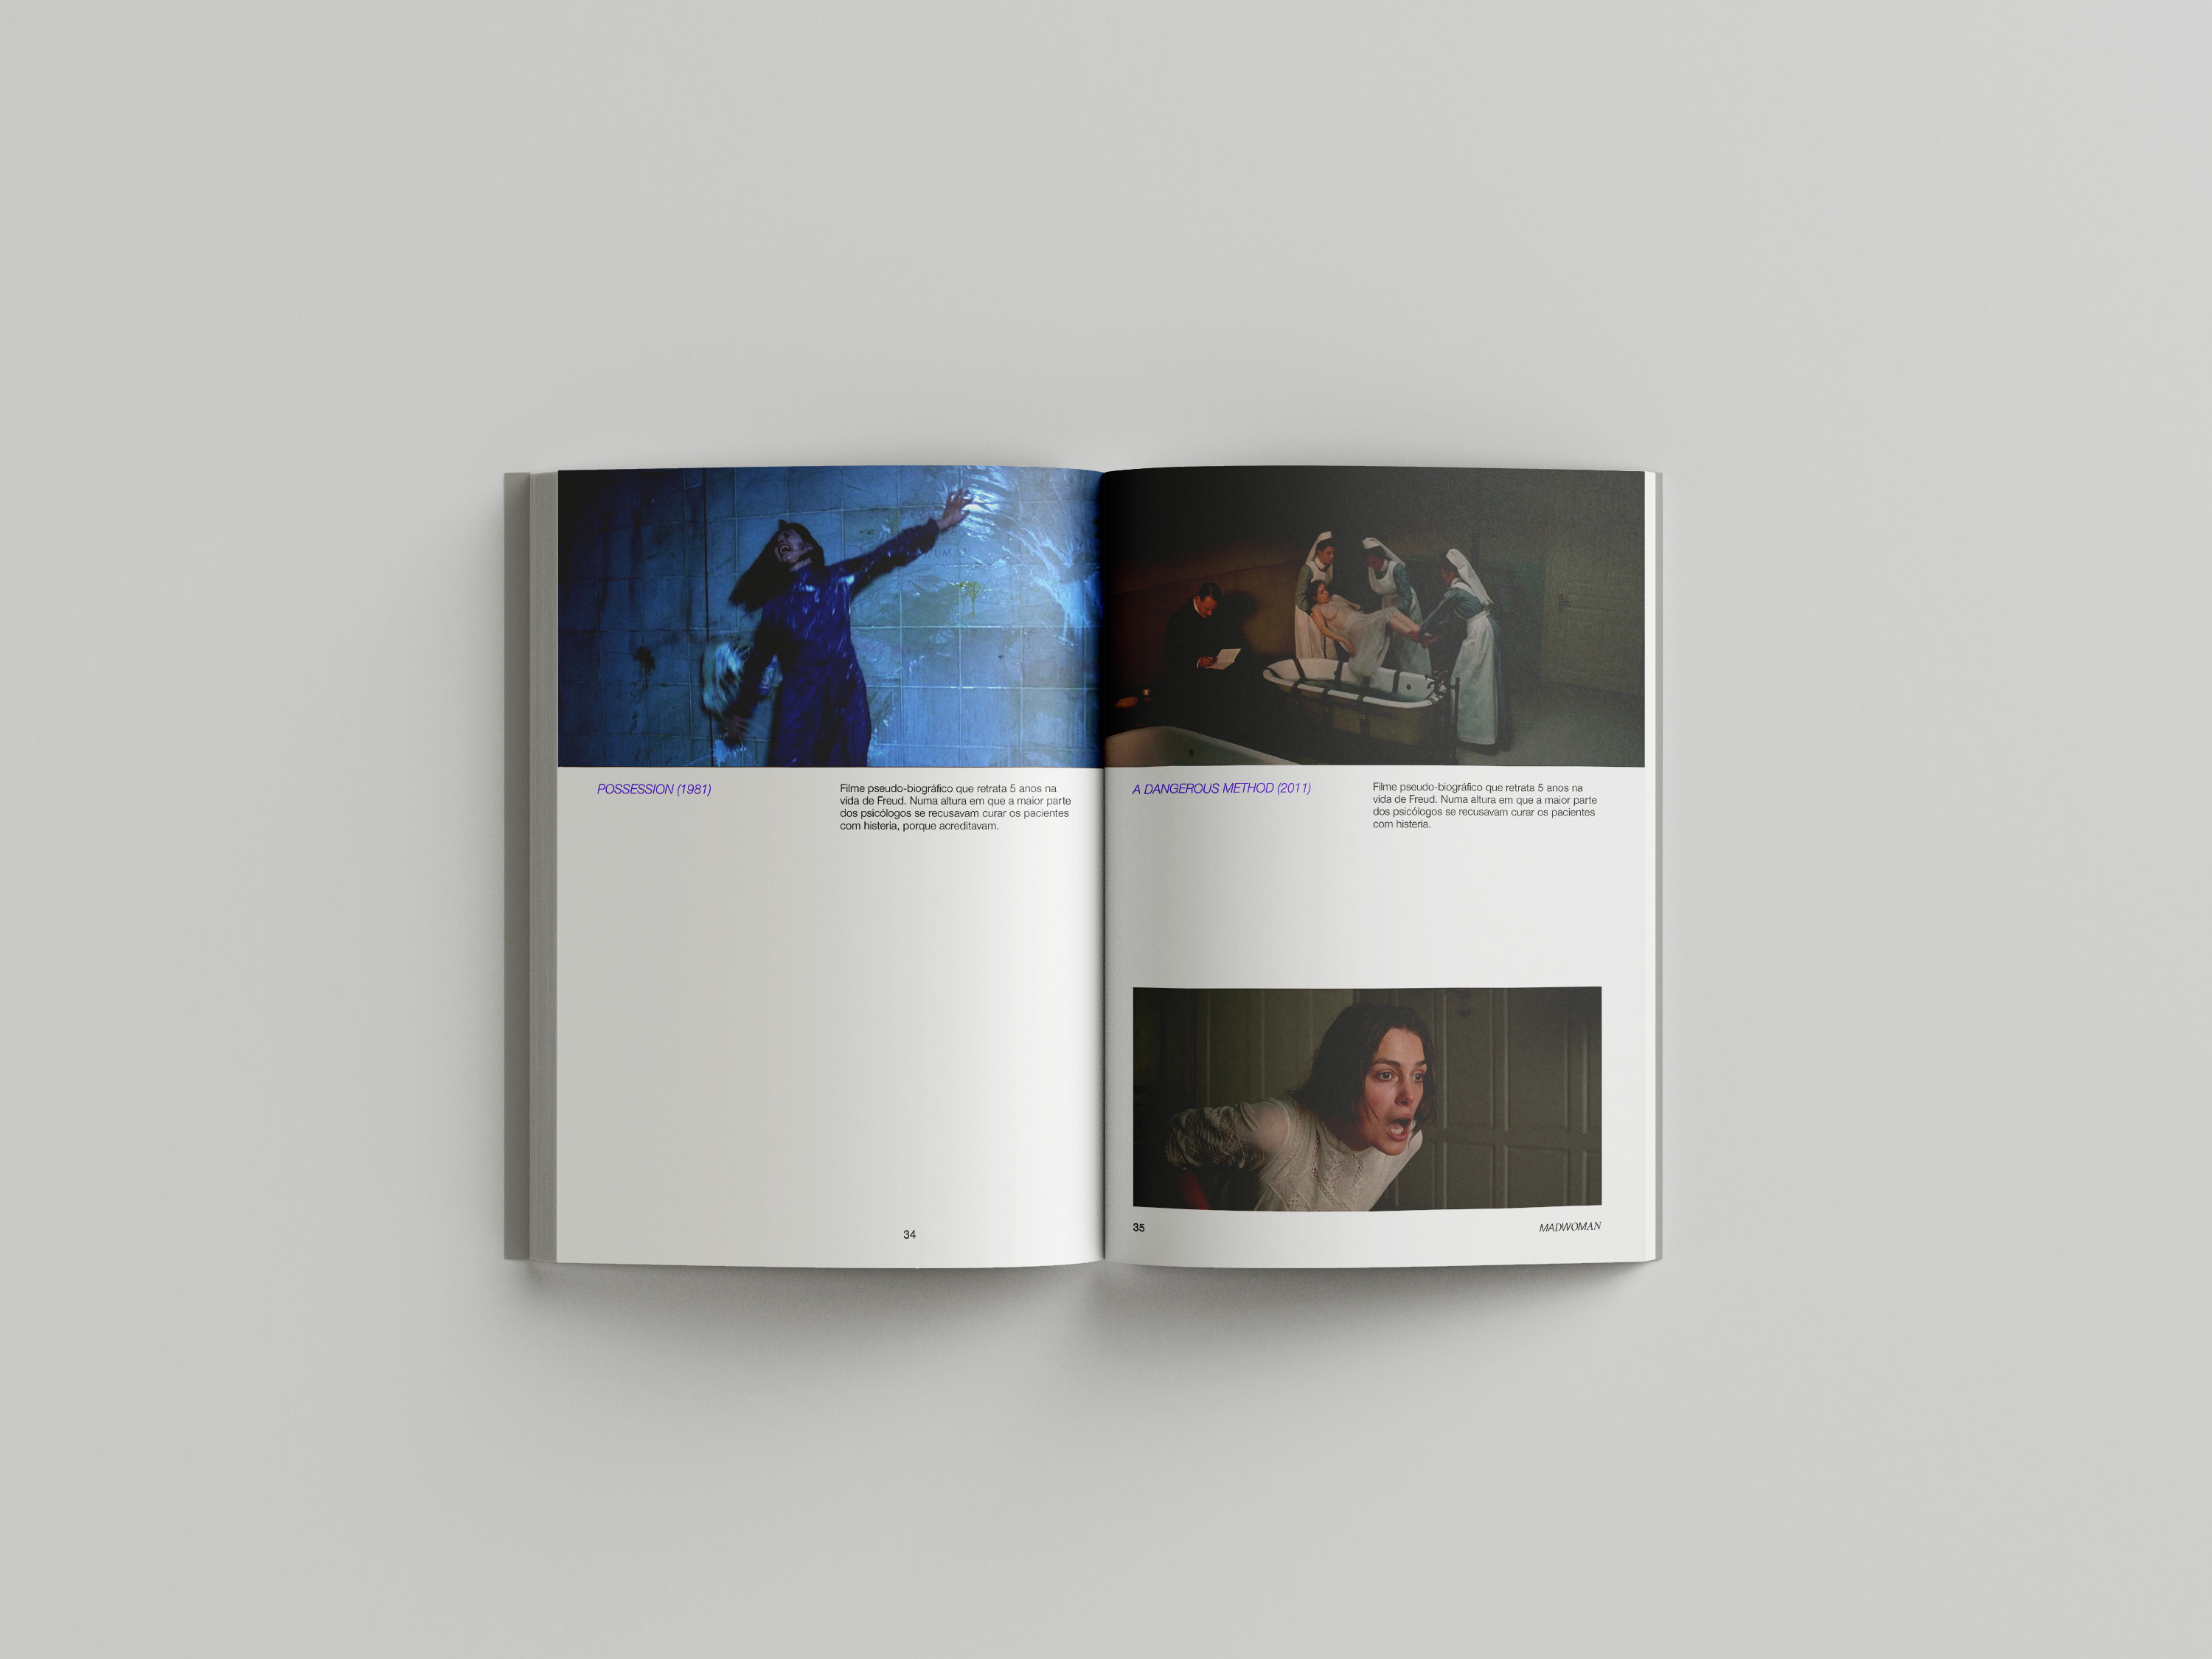 POSSESSION (1981)
Filme pseudo-biográfico que retrata 5 anos na
vida de Freud. Numa altura em que a maior parte
dos psicólogos se recusavam curar os pacientes
com histeria, porque acreditavam.
34
A DANGEROUS METHOD (2011)
Filme pseudo-biográfico que retrata 5 anos na
vida de Freud. Numa altura em que a maior parte
dos psicólogos se recusavam curar os pacientes
com histeria.
35
MADWOMAN